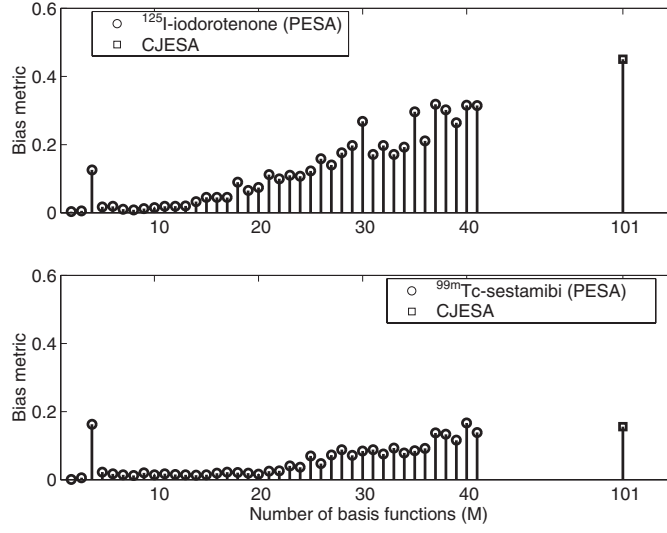 ¹²⁵I-iodorotenone (PESA)
CJESA
0.6
0.4
0.2
0
Bias metric
10 20 30 40 101
⁹⁹ᵐTc-sestamibi (PESA)
CJESA
0.6
0.4
0.2
0
Bias metric
10 20 30 40 101
Number of basis functions (M)